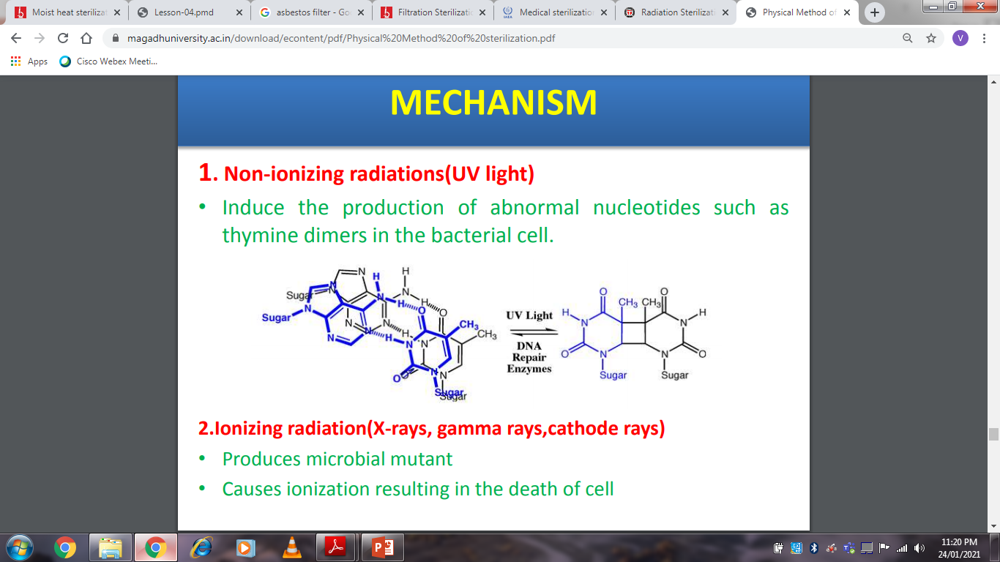 Moist heat sterilizat
Lesson-04.pmd
asbestos filter - Go
Filtration Sterilizati
Medical sterilization
Radiation Sterilizati
Physical Method of
magadhuniversity.ac.in/download/econtent/pdf/Physical%20Method%20of%20sterilization.pdf
V
Apps
Cisco Webex Meeti...
MECHANISM
1. Non-ionizing radiations(UV light)
• Induce the production of abnormal nucleotides such as
thymine dimers in the bacterial cell.
Sugar
Sugar
N
N
N
N
N
N
N
N
H
H
N
H
H
H
H
O
O
CH3
CH3
N
N
O
O
N
N
Sugar
Sugar
UV Light
DNA
Repair
Enzymes
O
CH3
CH3
O
H
N
N
H
O
N
N
O
Sugar
Sugar
2.Ionizing radiation(X-rays, gamma rays,cathode rays)
• Produces microbial mutant
• Causes ionization resulting in the death of cell
11:20 PM
24/01/2021